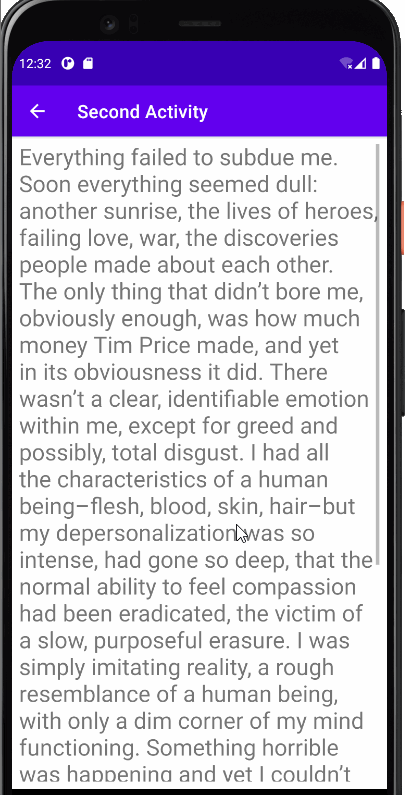 12:32
Second Activity
Everything failed to subdue me.
Soon everything seemed dull:
another sunrise, the lives of heroes,
failing love, war, the discoveries
people made about each other.
The only thing that didn’t bore me,
obviously enough, was how much
money Tim Price made, and yet
in its obviousness it did. There
wasn’t a clear, identifiable emotion
within me, except for greed and
possibly, total disgust. I had all
the characteristics of a human
being–flesh, blood, skin, hair–but
my depersonalization was so
intense, had gone so deep, that the
normal ability to feel compassion
had been eradicated, the victim of
a slow, purposeful erasure. I was
simply imitating reality, a rough
resemblance of a human being,
with only a dim corner of my mind
functioning. Something horrible
was happening and yet I couldn’t